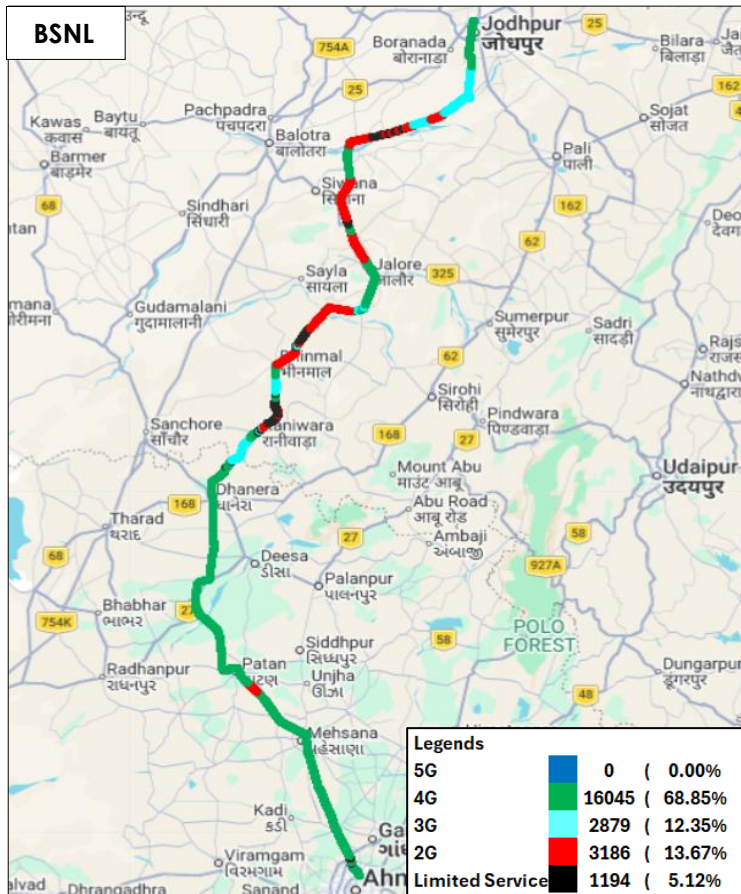 BSNL
Jodhpur
जोधपुर
Boranada
बोरानाडा
754A
25
Bilara
बिलाड़ा
25
162
Pachpadra
पचपदरा
Kawas
कवास
Baytu
बायतू
Sojat
सोजत
Balotra
बालोतरा
Barmer
बाड़मेर
Pali
पाली
Sindhari
सिंधारी
68
162
62
Sayla
सायला
Jalore
जालौर
325
Gudamalani
गुदामालानी
Sumerpur
सुमेरपुर
Sadri
सादड़ी
62
भीनमाल
Sirohi
सिरोही
Pindwara
पिण्डवाड़ा
Sanchore
साँचौर
रानीवाड़ा
168
27
Mount Abu
माउंट आबू
Udaipur
उदयपुर
Dhanera
ધાનેરા
168
Abu Road
आबू रोड़
Tharad
થરાદ
Ambaji
અંબાજી
27
58
68
Deesa
ડીસા
927A
Palanpur
પાલનપુર
Bhabhar
ભાભર
27
754K
58
POLO
FOREST
Siddhpur
સિધ્ધપુર
Patan
Radhanpur
રાધનપુર
Unjha
ઊંઝા
Dungarpur
डूंगरपुर
48
Mehsana
Kadi
કડી
Viramgam
વિરમગામ
Sanand
Dhrangadhra
Legends
5G 0 ( 0.00%
4G 16045 ( 68.85%
3G 2879 ( 12.35%
2G 3186 ( 13.67%
Limited Service 1194 ( 5.12%